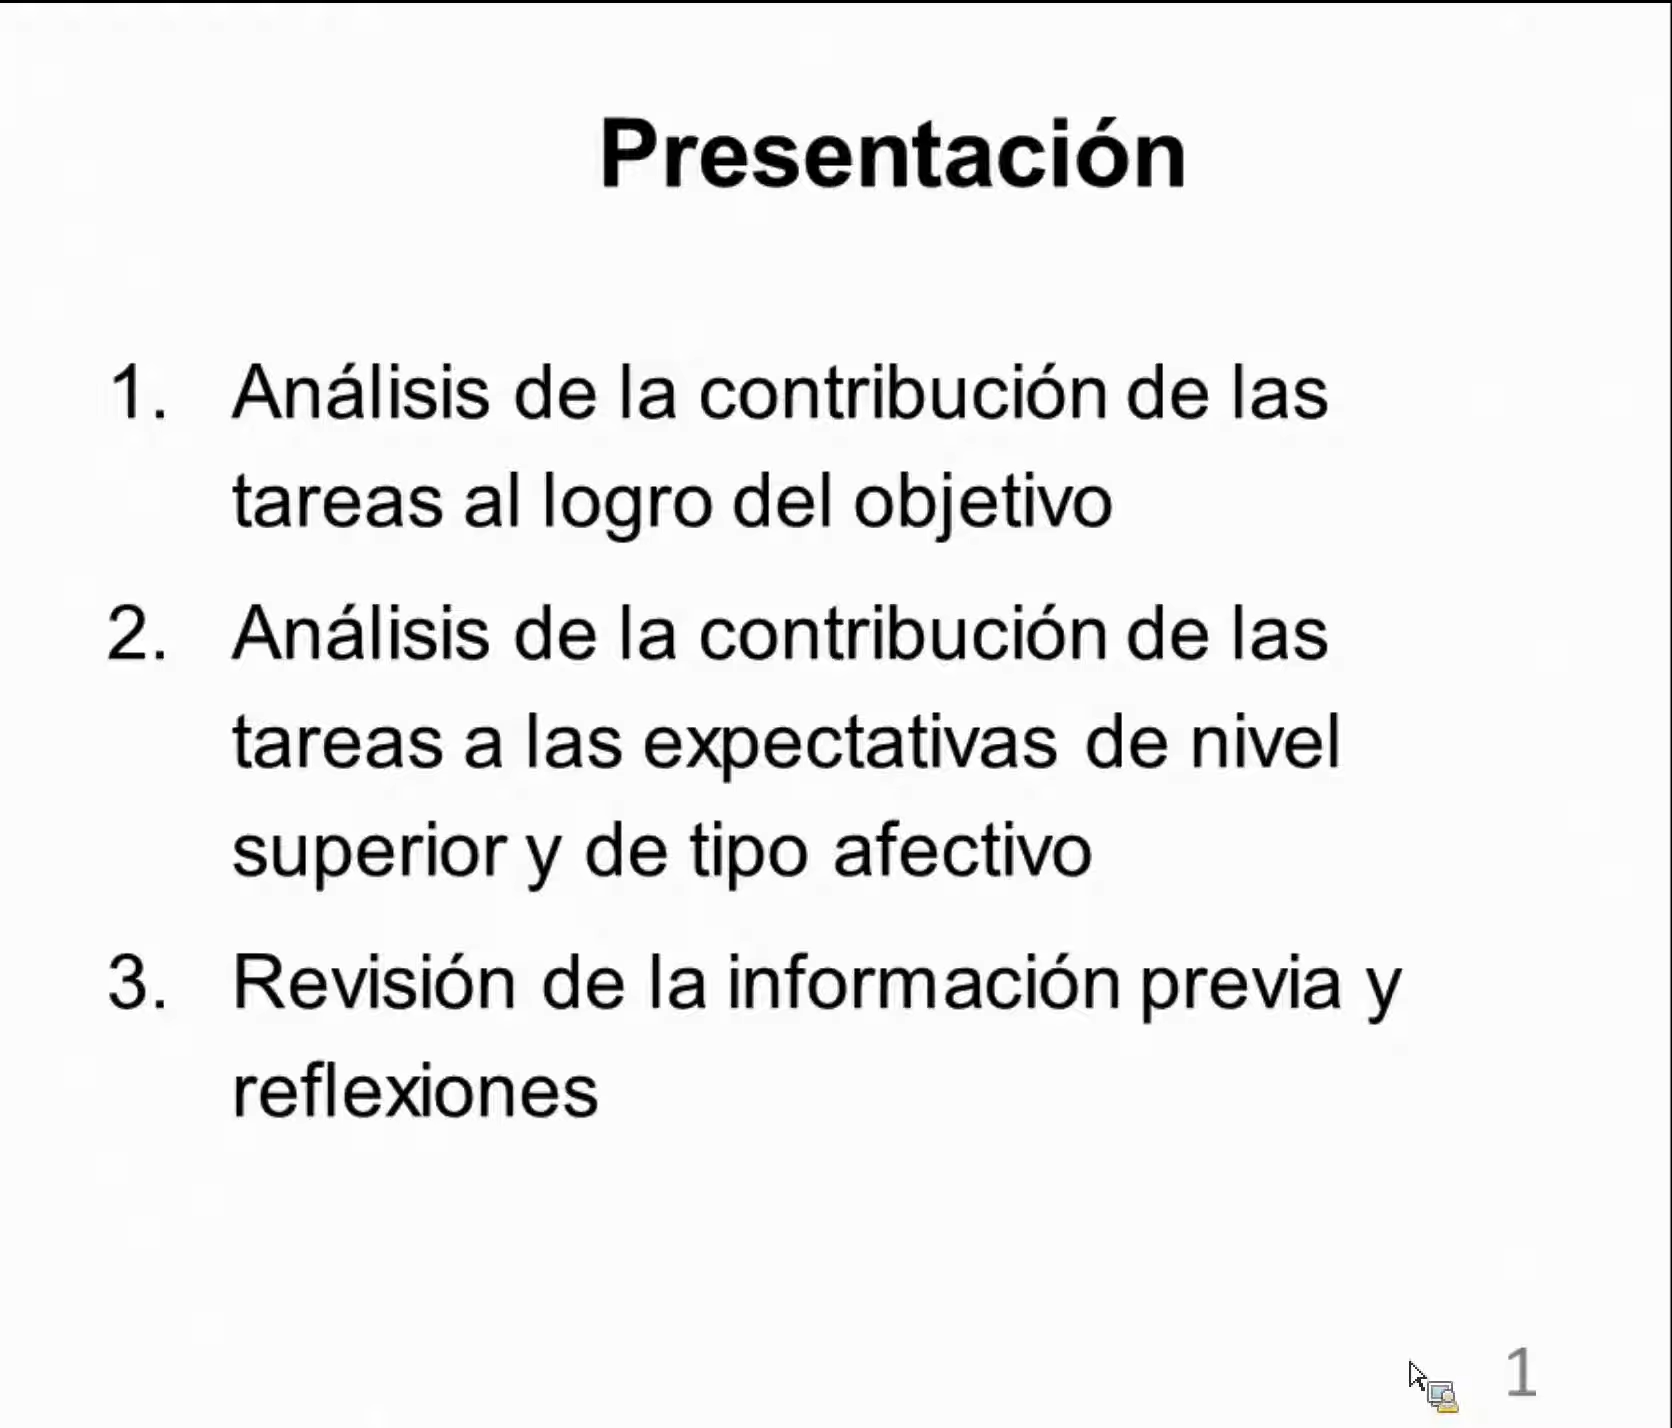 Presentación
1. Análisis de la contribución de las
tareas al logro del objetivo
2. Análisis de la contribución de las
tareas a las expectativas de nivel
superior y de tipo afectivo
3. Revisión de la información previa y
reflexiones
1